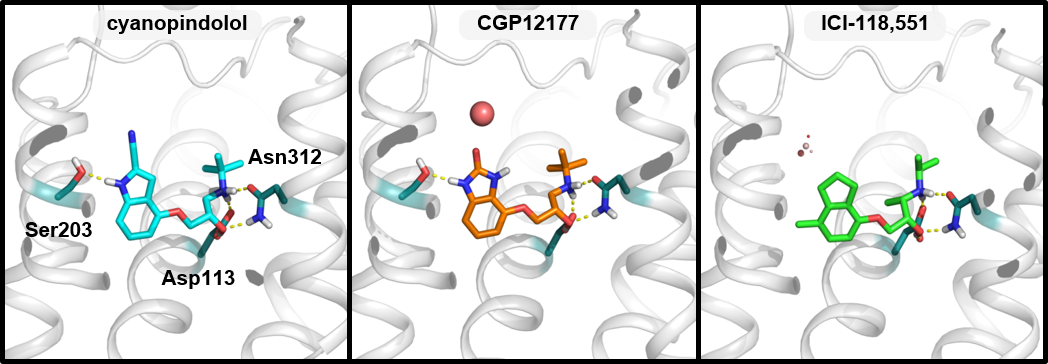 cyanopindolol
CGP12177
ICI-118,551
Asn312
Ser203
Asp113